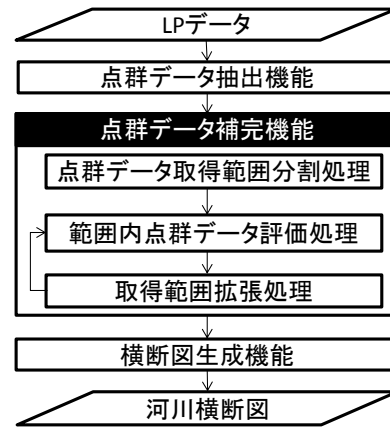 LPデータ
点群データ抽出機能
点群データ補完機能
点群データ取得範囲分割処理
範囲内点群データ評価処理
取得範囲拡張処理
横断図生成機能
河川横断図